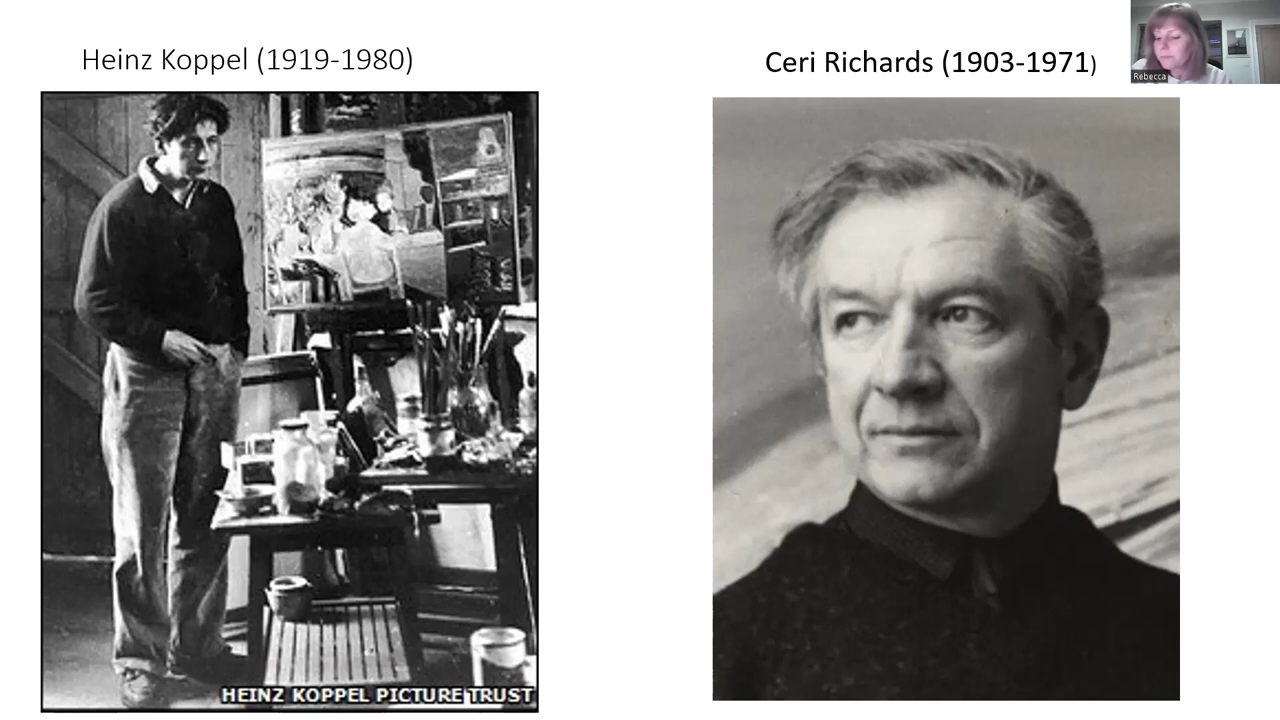 Heinz Koppel (1919-1980)
Ceri Richards (1903-1971)
Rebecca
HEINZ KOPPEL PICTURE TRUST